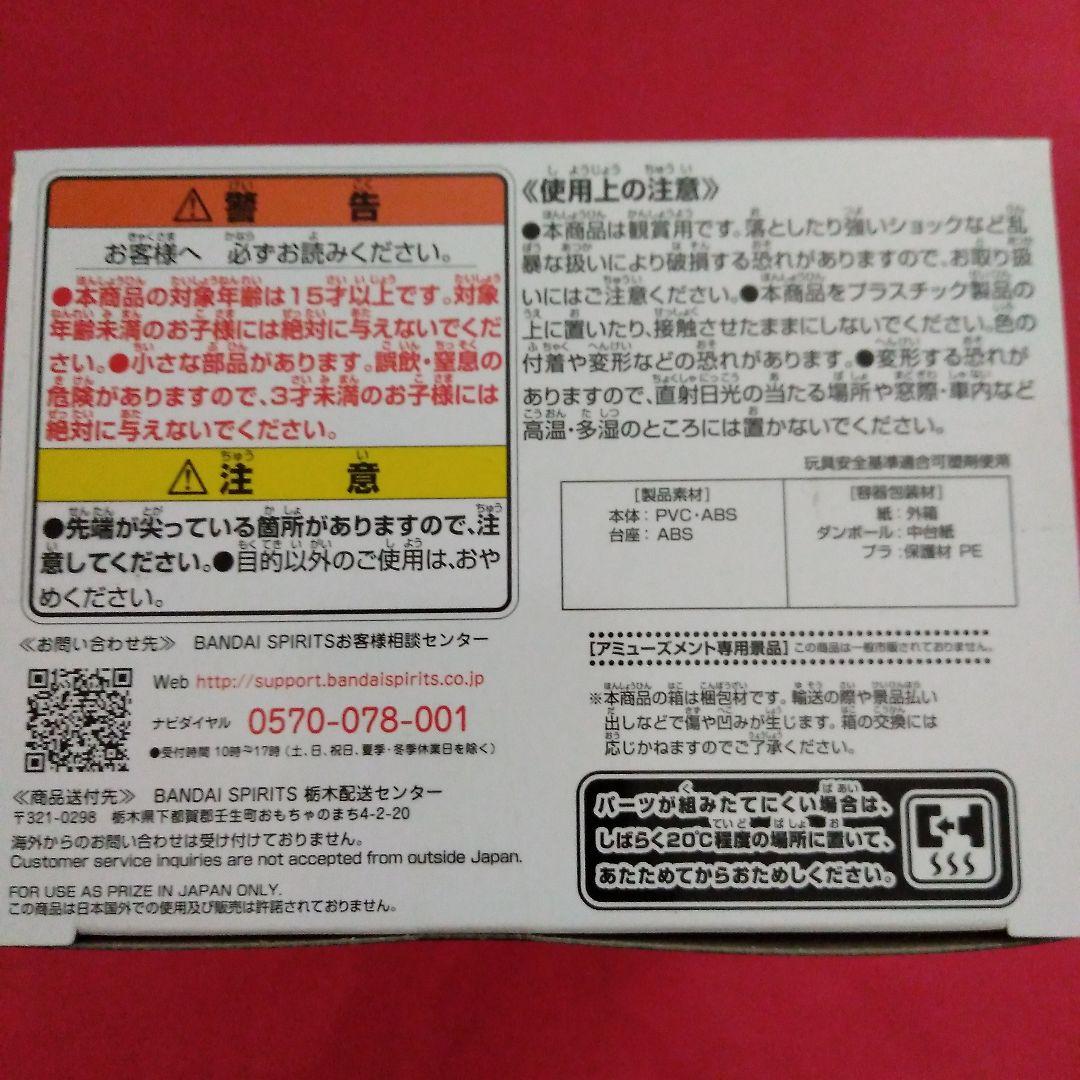 ⚠警告
お客様へ 必ずお読みください。
●本商品の対象年齢は15才以上です。対象
年齢未満のお子様には絶対に与えないでくだ
さい。●小さな部品があります。誤飲・窒息の
危険がありますので、3才未満のお子様には
絶対に与えないでください。
⚠注意
●先端が尖っている箇所がありますので、注
意してください。●目的以外のご使用は、おや
めください。
≪お問い合わせ先≫ BANDAI SPIRITSお客様相談センター
Web http://support.bandaispirits.co.jp
ナビダイヤル 0570-078-001
●受付時間 10時~17時（土、日、祝日、夏季・冬季休業日を除く）
≪商品送付先≫ BANDAI SPIRITS 栃木配送センター
〒321-0298 栃木県下都賀郡壬生町おもちゃのまち4-2-20
海外からのお問い合わせは受け付けておりません。
Customer service inquiries are not accepted from outside Japan.
FOR USE AS PRIZE IN JAPAN ONLY.
この商品は日本国外での使用及び販売は許諾されておりません。
≪使用上の注意≫
●本商品は観賞用です。落としたり強いショックなど乱
暴な扱いにより破損する恐れがありますので、お取り扱
いにはご注意ください。●本商品をプラスチック製品の
上に置いたり、接触させたままにしないでください。色の
付着や変形などの恐れがあります。●変形する恐れが
ありますので、直射日光の当たる場所や窓際・車内など
高温・多湿のところには置かないでください。
玩具安全基準適合可塑剤使用
[製品素材]
本体：PVC・ABS
台座：ABS
[容器包装材]
紙：外箱
ダンボール：中台紙
プラ：保護材 PE
[アミューズメント専用景品] この商品は一般市販されておりません。
※本商品の箱は梱包材です。輸送の際や景品払い
出しなどで傷や凹みが生じます。箱の交換には
応じかねますのでご了承ください。
パーツが組みたてにくい場合は、
しばらく20℃程度の場所に置いて、
あたためてからおためしください。